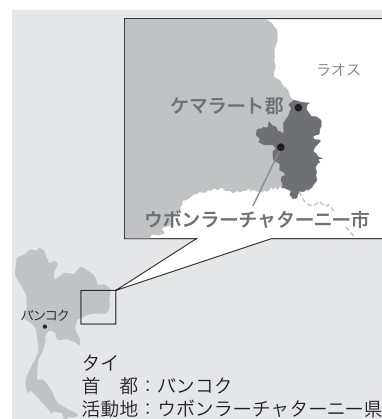 ラオス
ケマラート郡
ウボンラーチャターニー市
バンコク
タイ
首　都：バンコク
活動地：ウボンラーチャターニー県